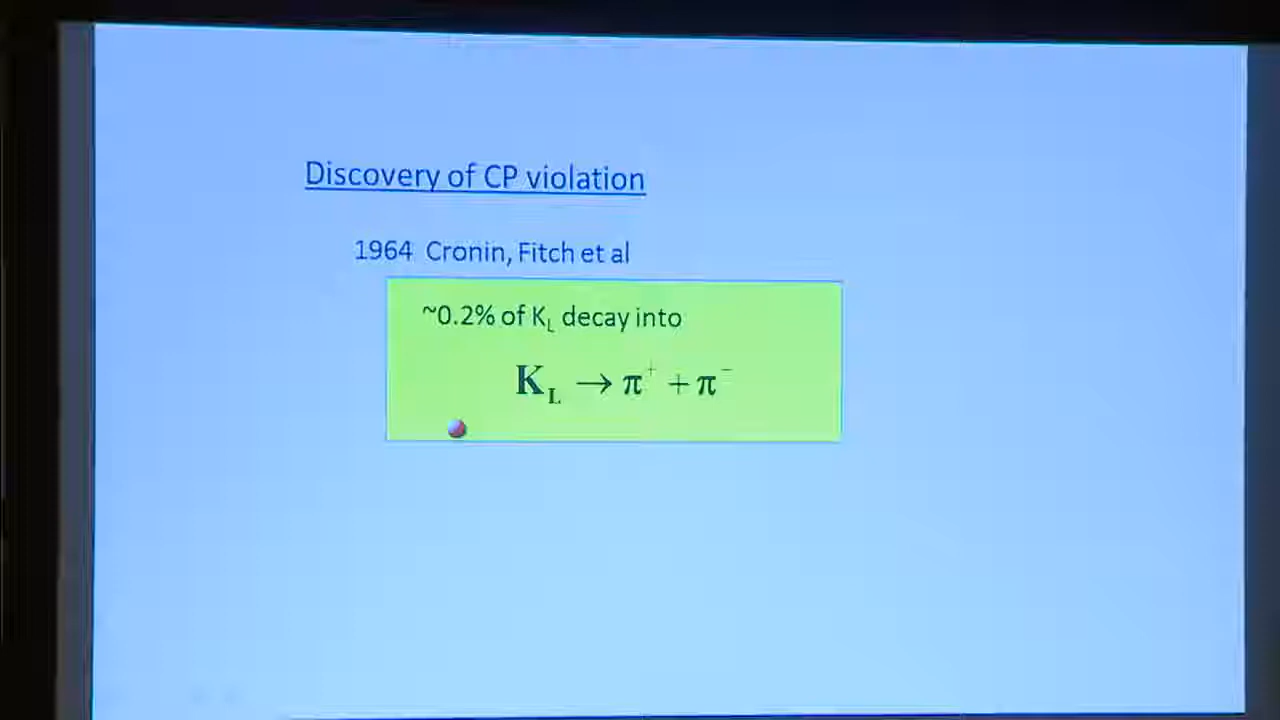 Discovery of CP violation
1964 Cronin, Fitch et al
~0.2% of K_L decay into
K_L → π⁺ + π⁻